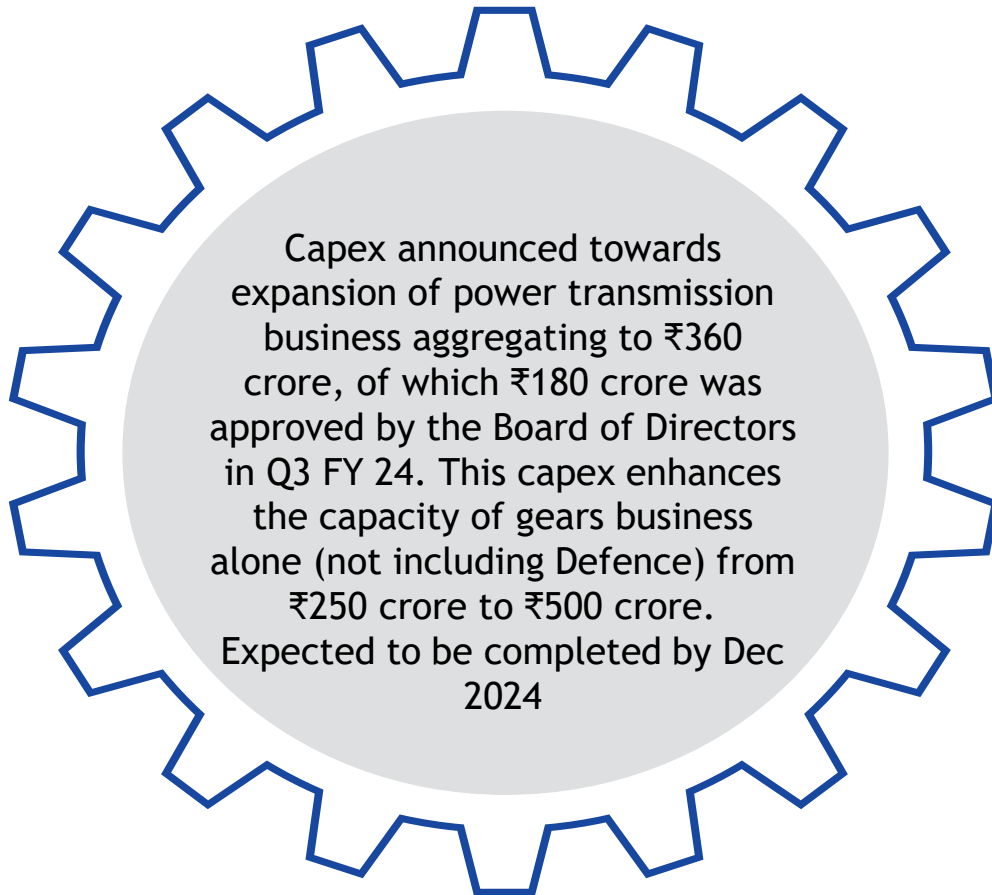 Capex announced towards
expansion of power transmission
business aggregating to ₹360
crore, of which ₹180 crore was
approved by the Board of Directors
in Q3 FY 24. This capex enhances
the capacity of gears business
alone (not including Defence) from
₹250 crore to ₹500 crore.
Expected to be completed by Dec
2024